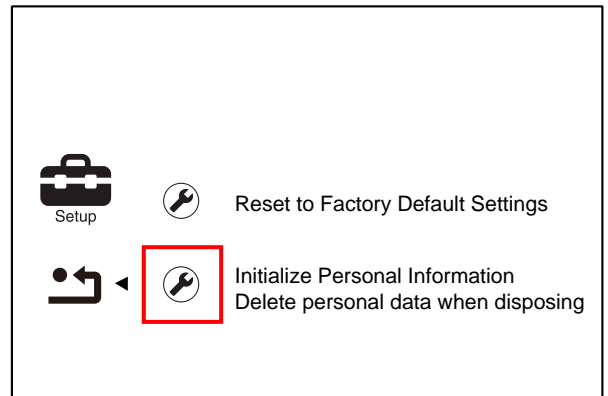 Setup
Reset to Factory Default Settings
Initialize Personal Information
Delete personal data when disposing